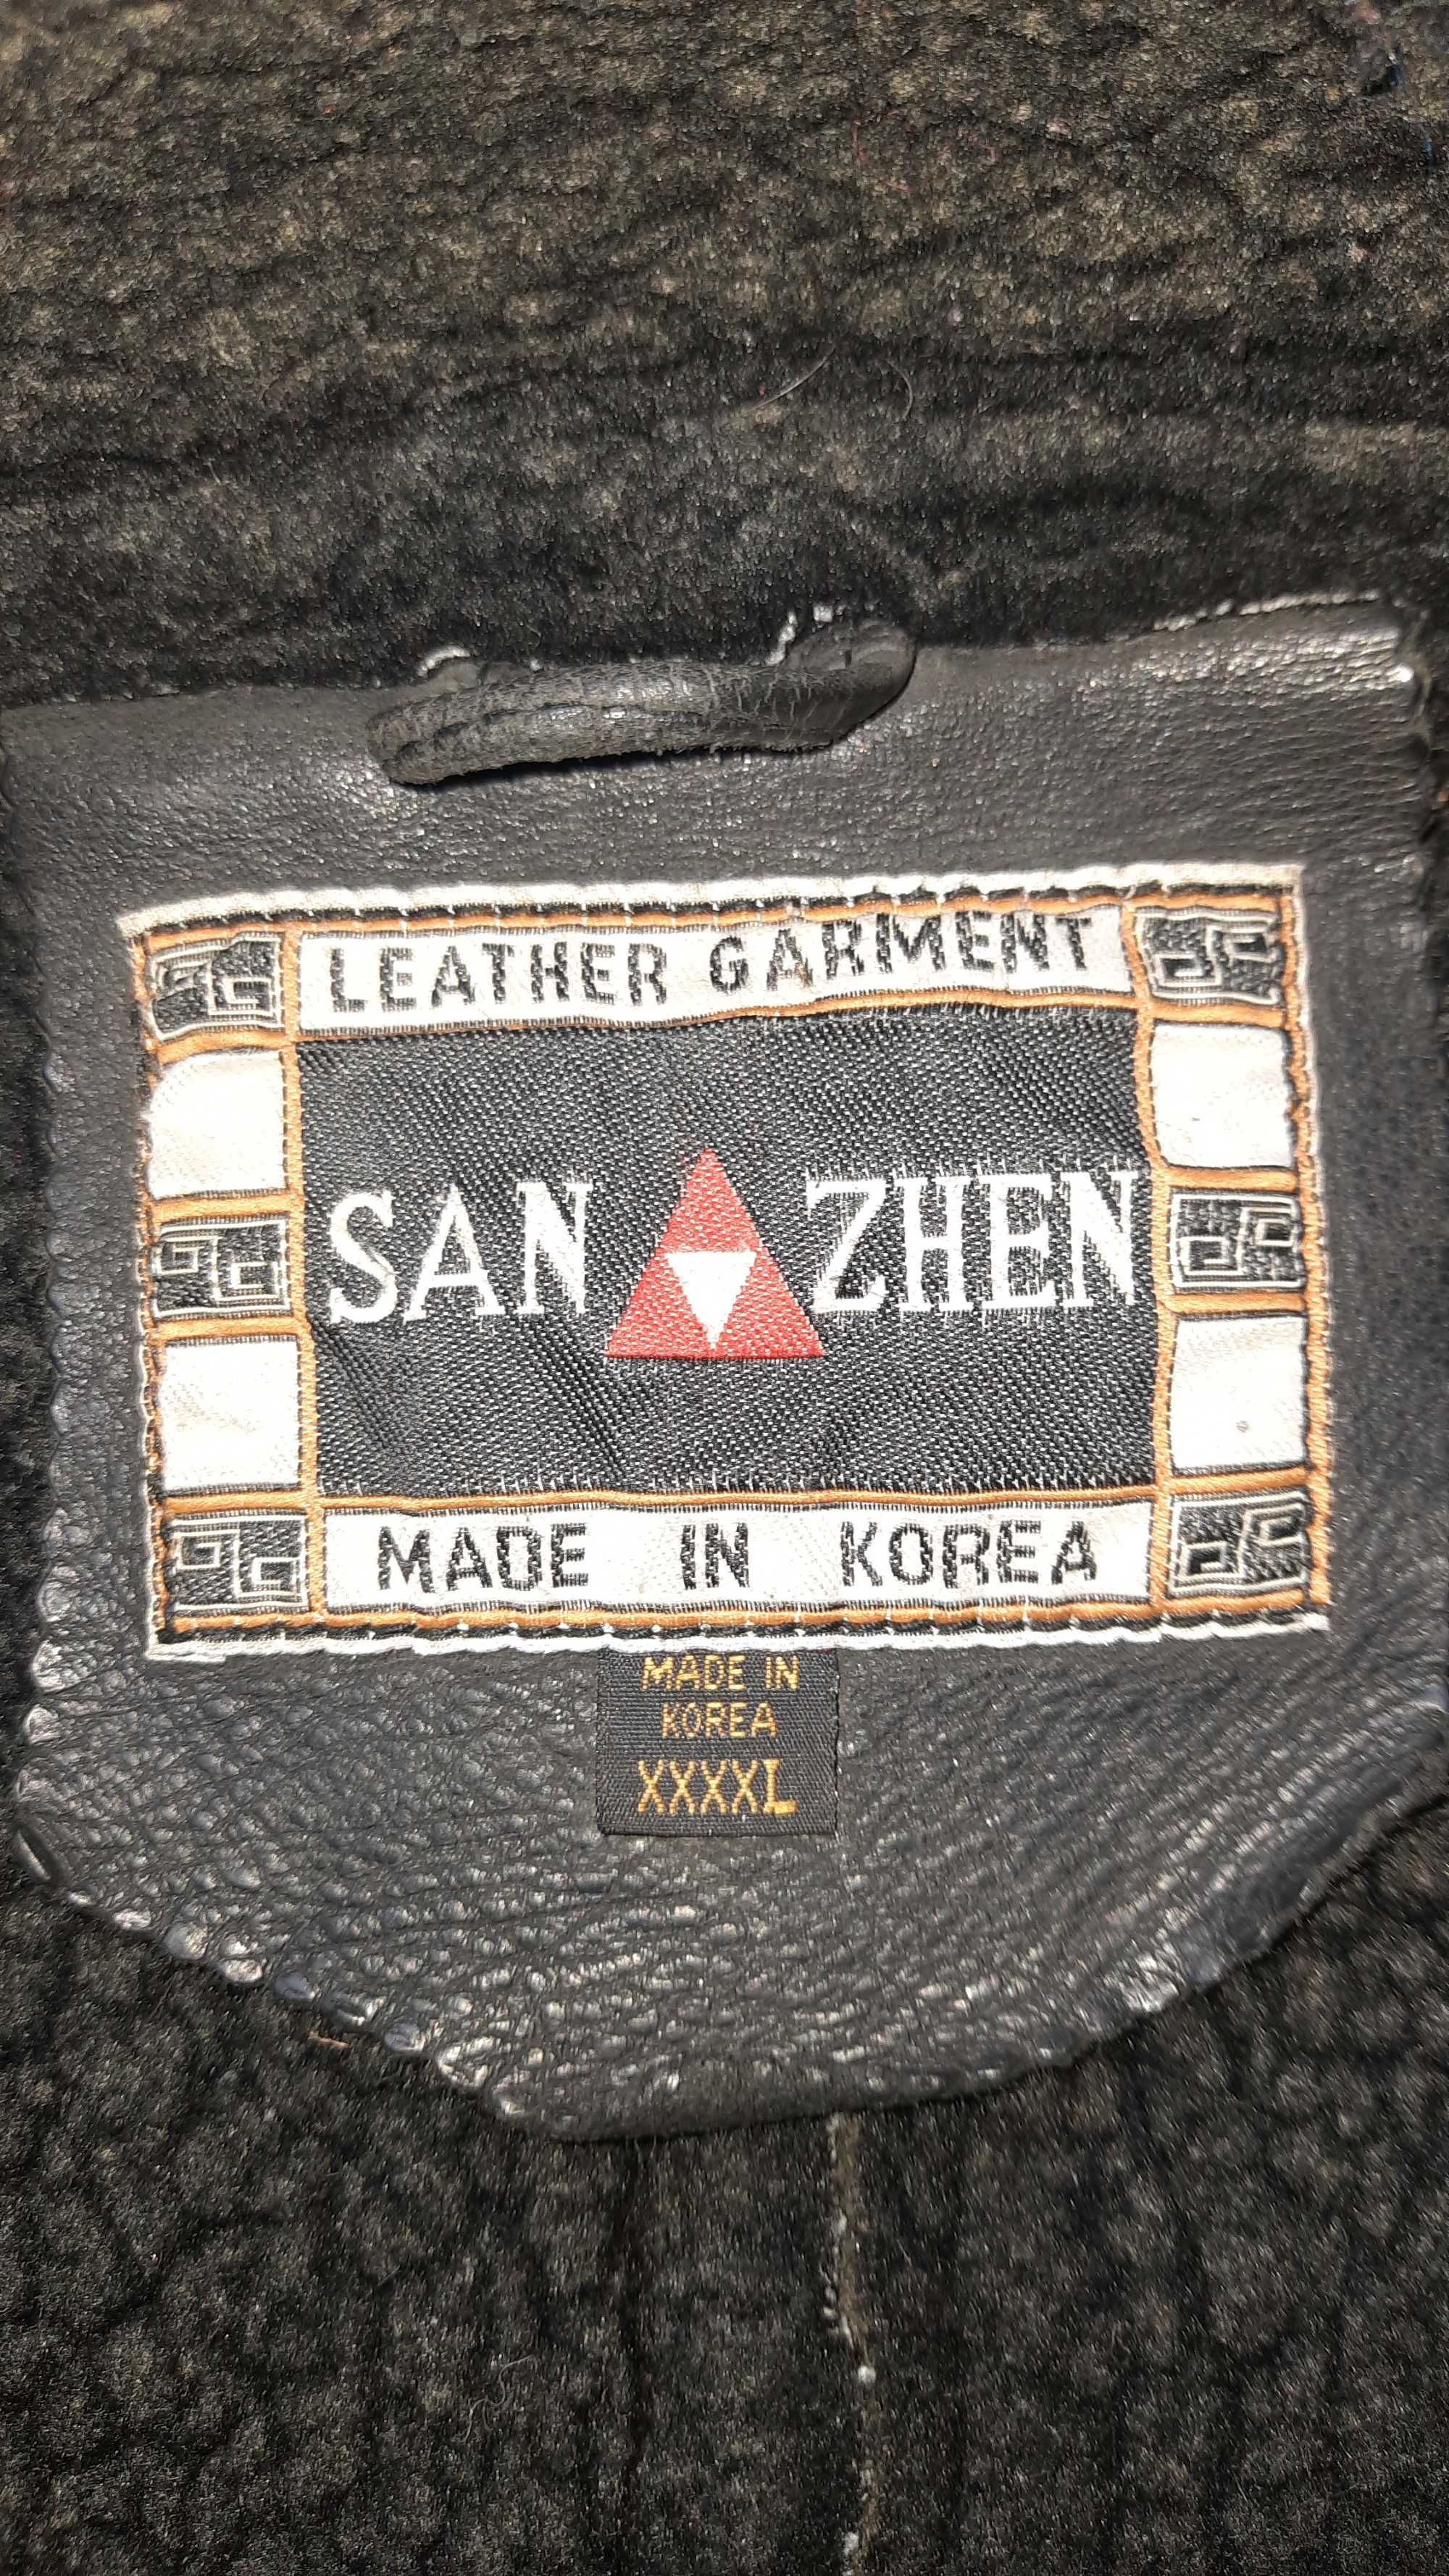 LEATHER GARMENT
SAN ZHEN
MADE IN KOREA
MADE IN
KOREA
XXXXL